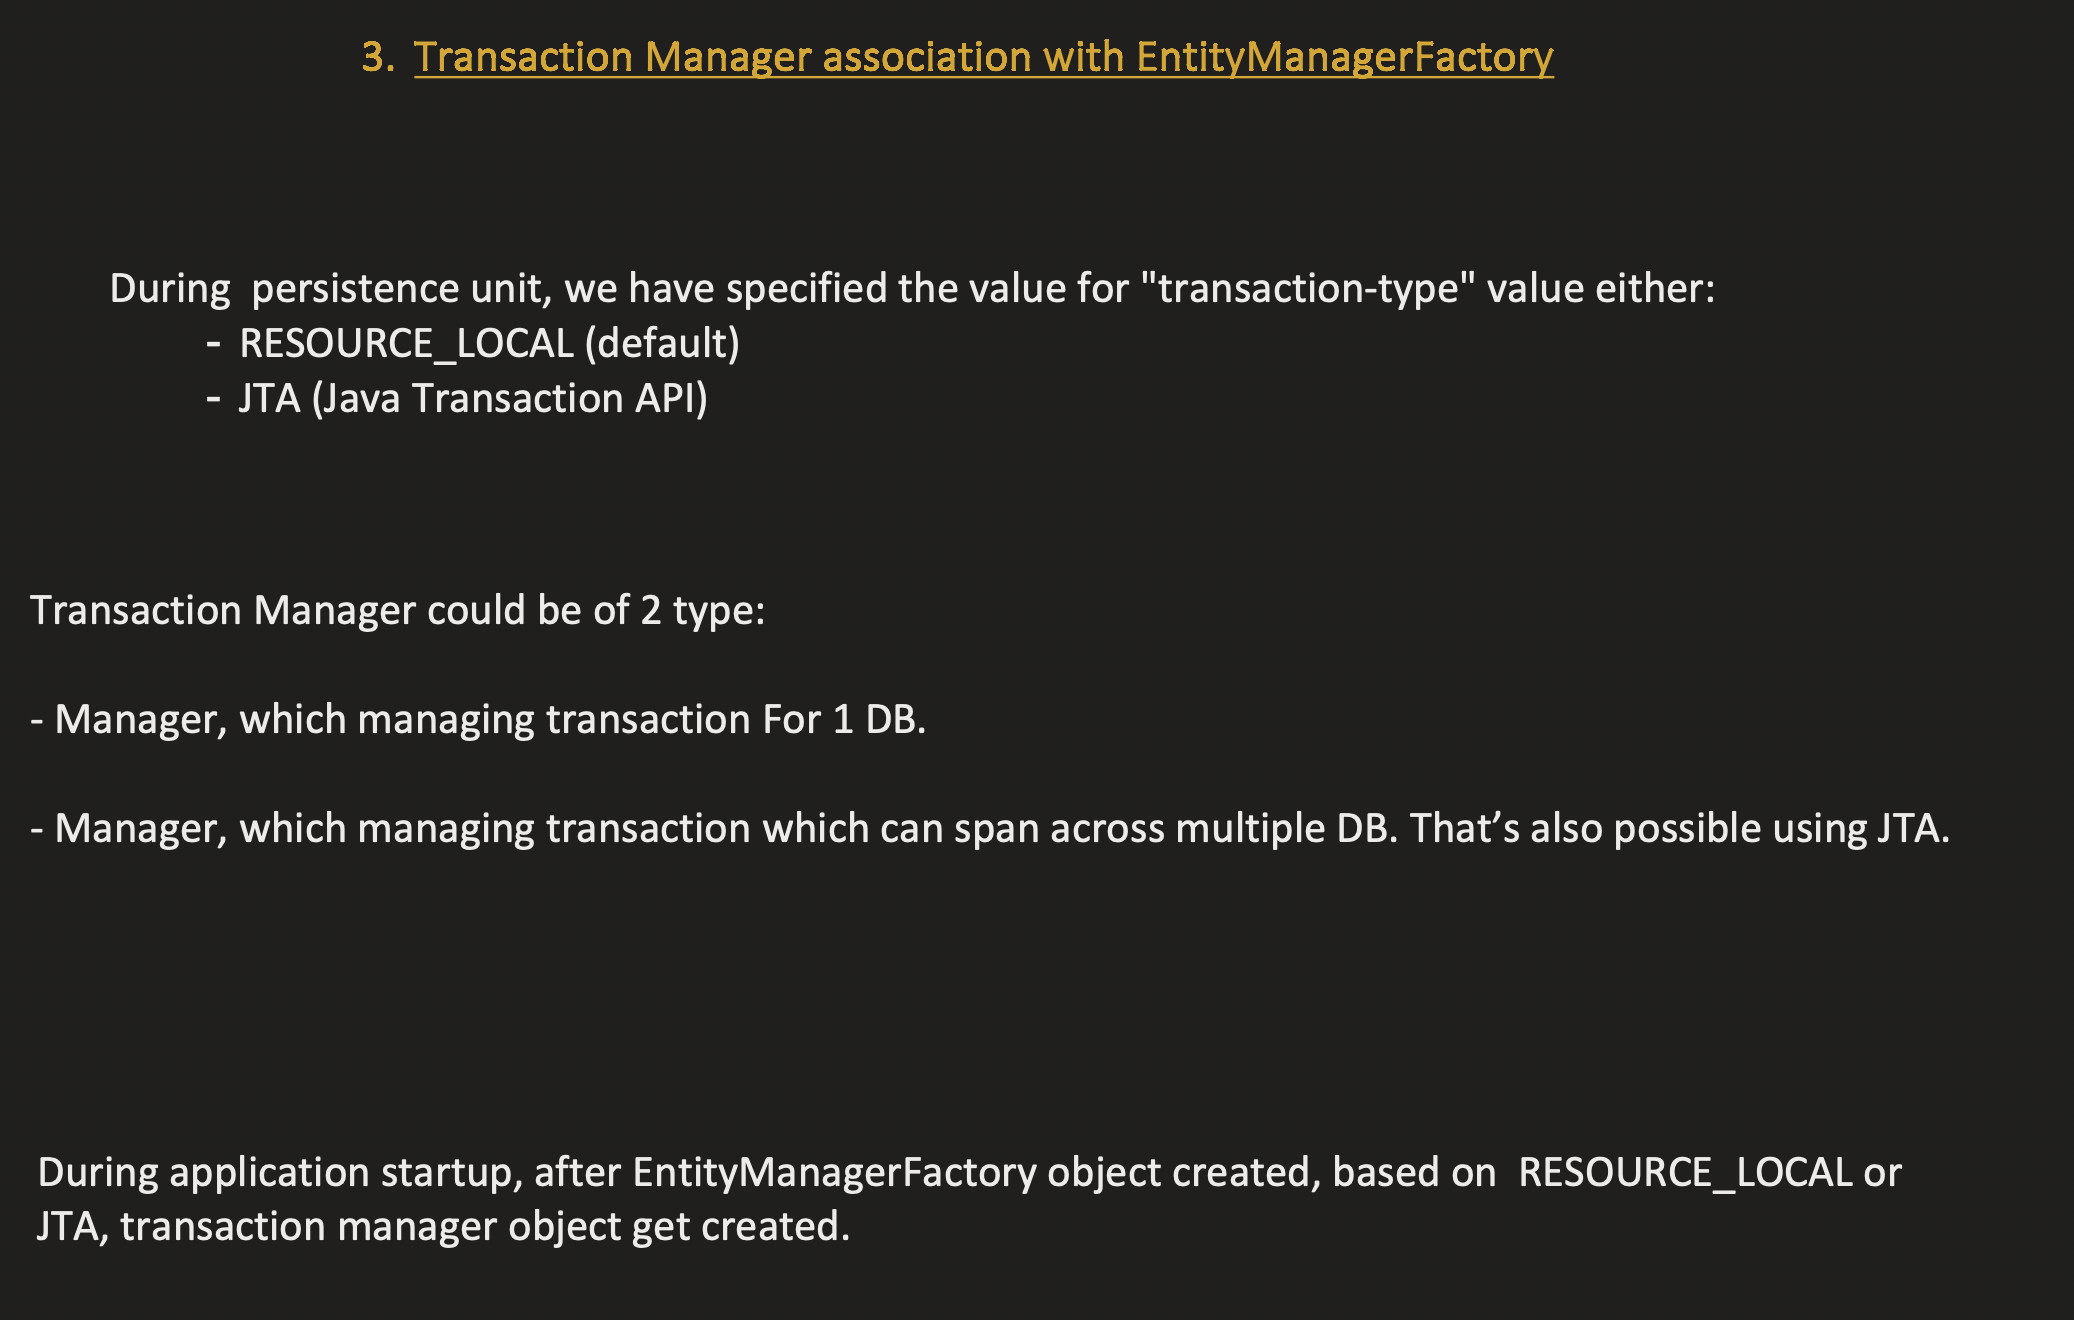 3. Transaction Manager association with EntityManagerFactory
During  persistence unit, we have specified the value for "transaction-type" value either:
- RESOURCE_LOCAL (default)
- JTA (Java Transaction API)
Transaction Manager could be of 2 type:
- Manager, which managing transaction For 1 DB.
- Manager, which managing transaction which can span across multiple DB. That’s also possible using JTA.
During application startup, after EntityManagerFactory object created, based on  RESOURCE_LOCAL or
JTA, transaction manager object get created.